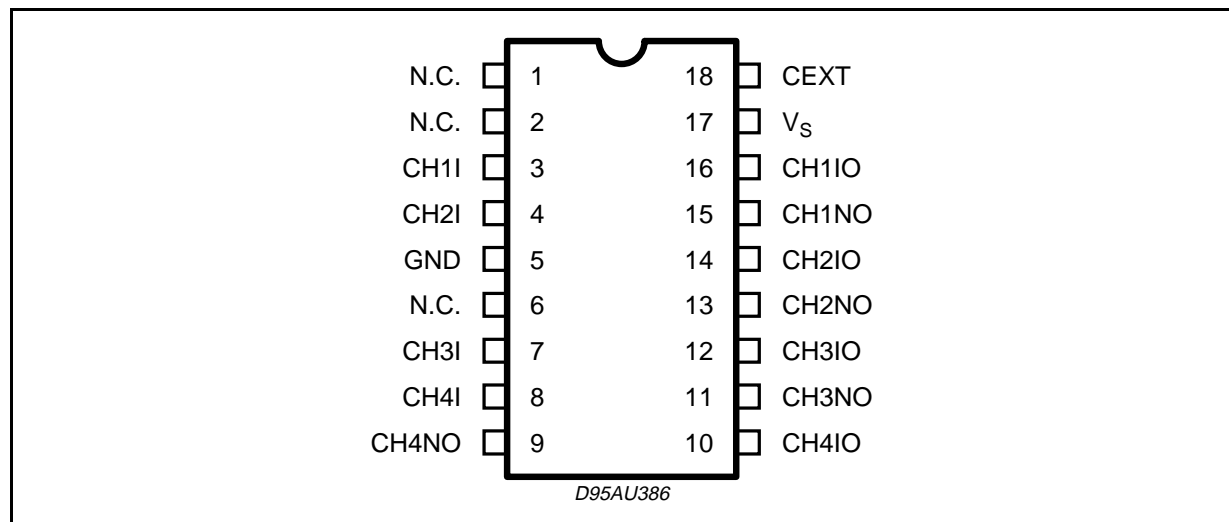 N.C. 1 18 CEXT
N.C. 2 17 VS
CH1I 3 16 CH1IO
CH2I 4 15 CH1NO
GND 5 14 CH2IO
N.C. 6 13 CH2NO
CH3I 7 12 CH3IO
CH4I 8 11 CH3NO
CH4NO 9 10 CH4IO
D95AU386